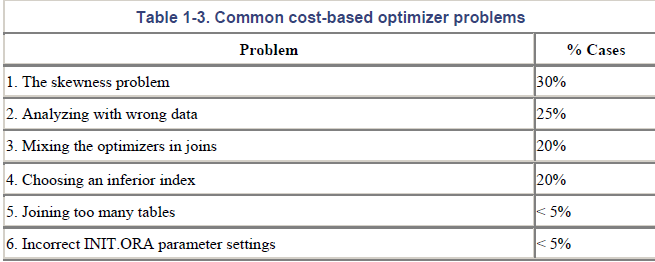 Table 1-3. Common cost-based optimizer problems
Problem % Cases
1. The skewness problem 30%
2. Analyzing with wrong data 25%
3. Mixing the optimizers in joins 20%
4. Choosing an inferior index 20%
5. Joining too many tables < 5%
6. Incorrect INIT.ORA parameter settings < 5%